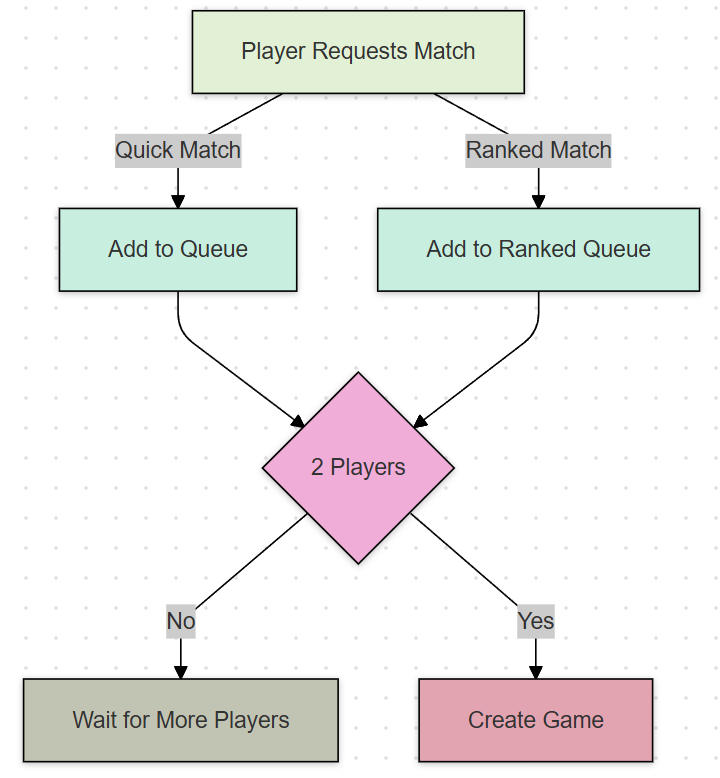 Player Requests Match
Quick Match
Ranked Match
Add to Queue
Add to Ranked Queue
2 Players
No
Yes
Wait for More Players
Create Game